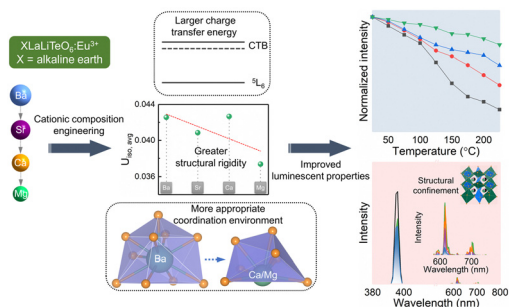 XLaLiTeO₆:Eu³⁺
X = alkaline earth
Ba
Sr
Ca
Mg
Cationic composition
engineering
Larger charge
transfer energy
CTB
⁵L₆
0.044
0.040
0.036
Uiso, avg
Greater
structural rigidity
Ba
Sr
Ca
Mg
More appropriate
coordination environment
Ba
Ca/Mg
Improved
luminescent properties
Normalized intensity
50
100
150
200
Temperature (°C)
Structural
confinement
Intensity
Intensity
600
700
Wavelength (nm)
380
400
600
700
800
Wavelength (nm)